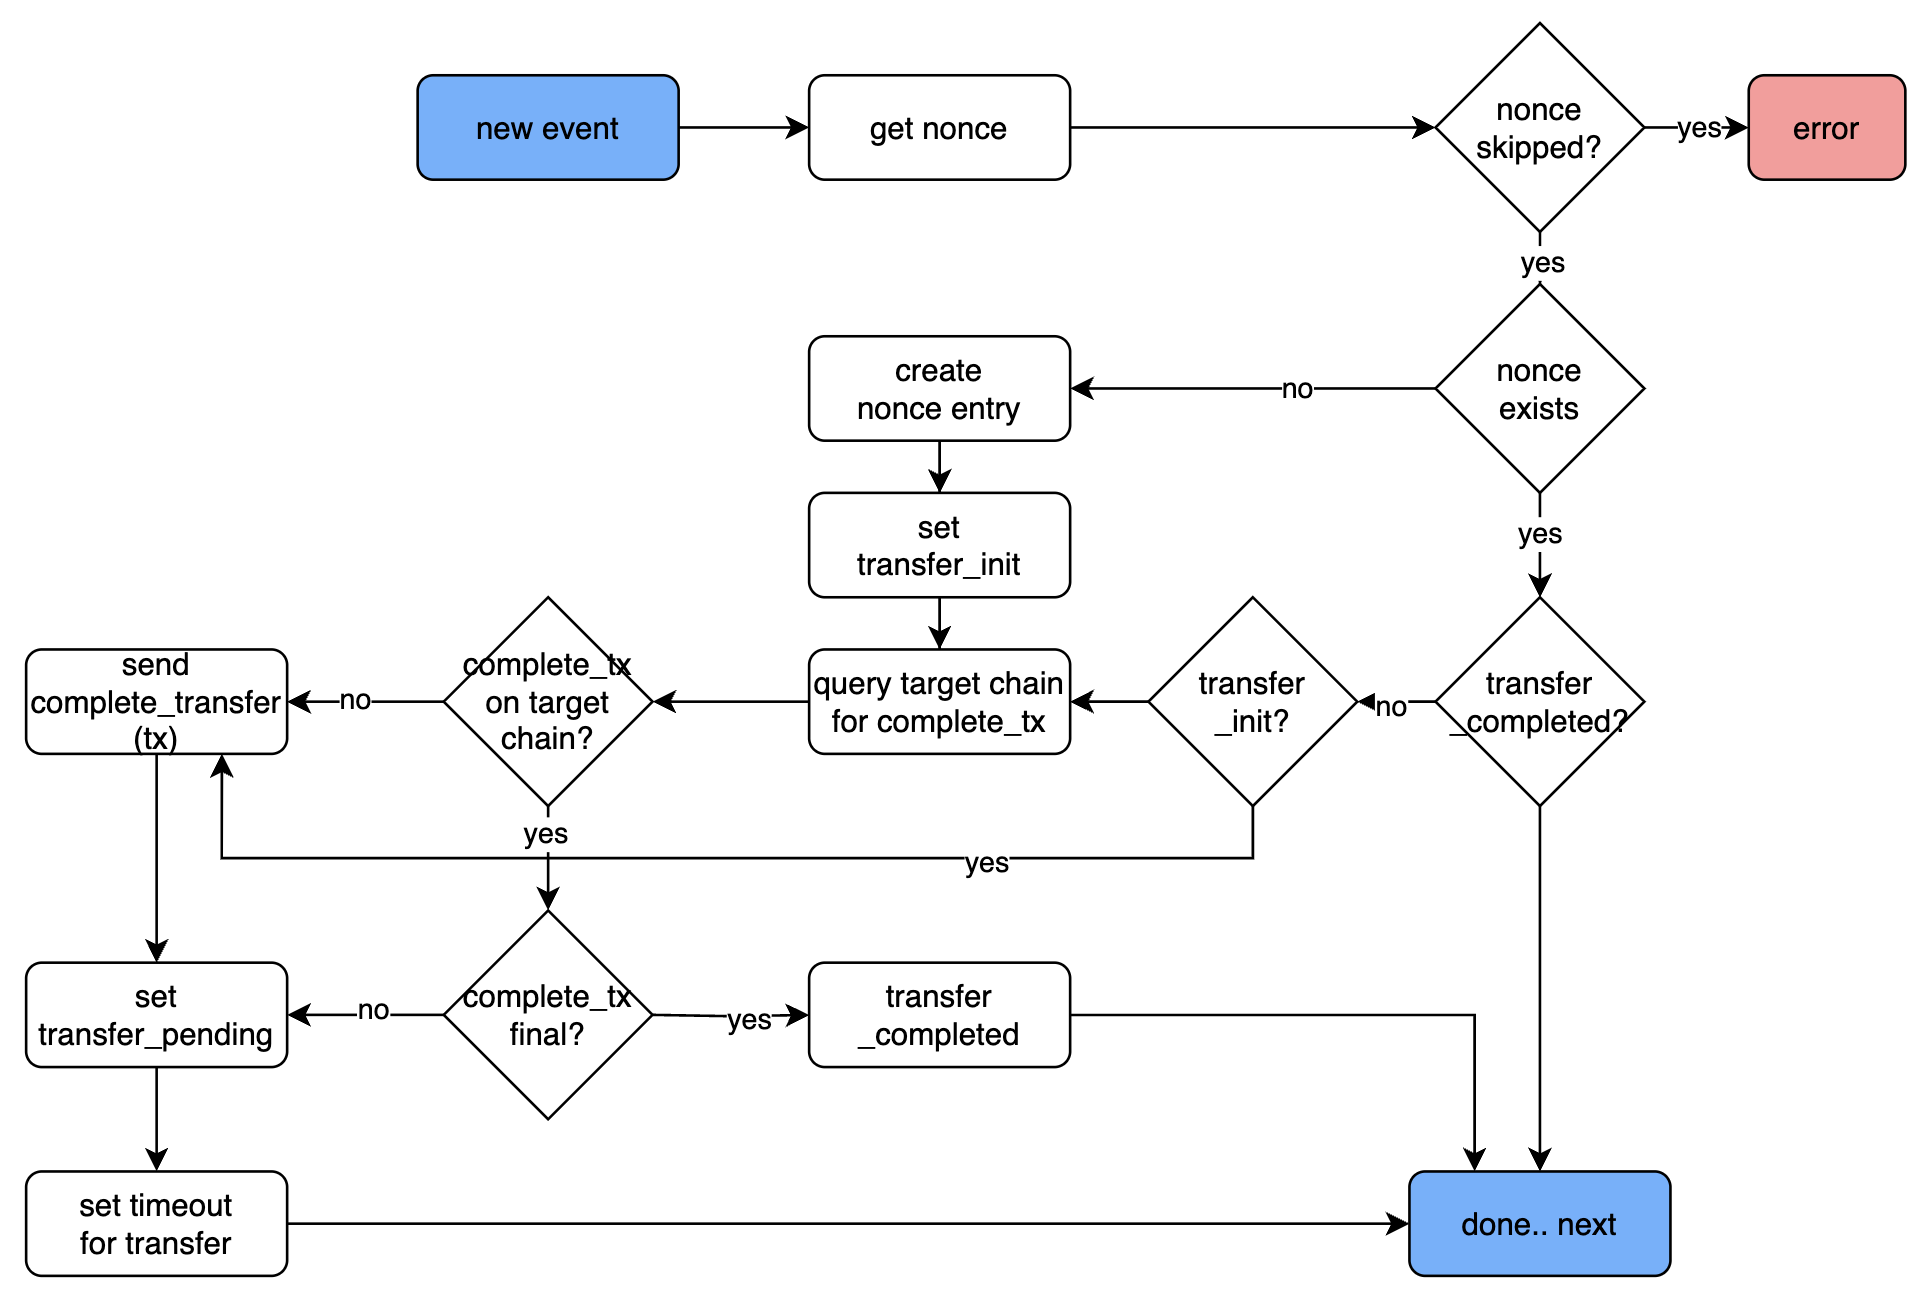 new event
get nonce
nonce
skipped?
yes
error
yes
create
nonce entry
no
nonce
exists
set
transfer_init
yes
send
complete_transfer
(tx)
no
complete_tx
on target
chain?
query target chain
for complete_tx
transfer
_init?
no
transfer
_completed?
yes
yes
set
transfer_pending
no
complete_tx
final?
yes
transfer
_completed
set timeout
for transfer
done.. next